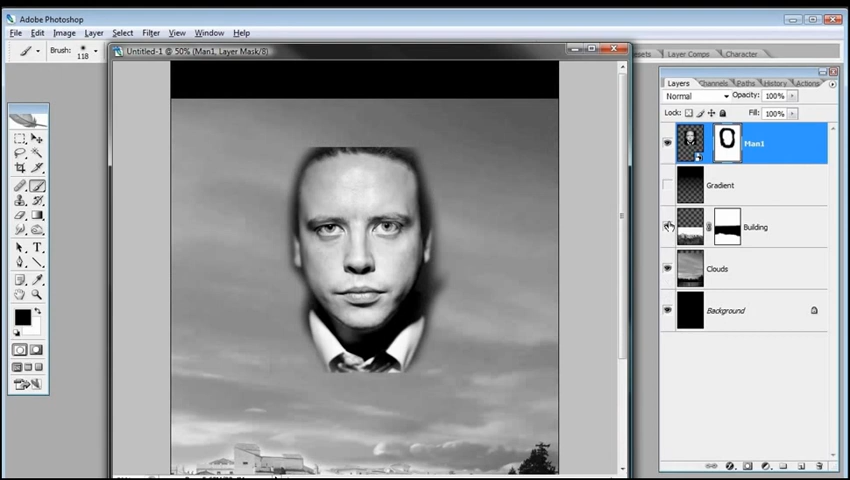 Adobe Photoshop
File Edit Image Layer Select Filter View Window Help
Brush: 118
Layer Comps Character
Untitled-1 @ 50% (Man1, Layer Mask/8)
Layers Channels Paths History Actions
Normal Opacity: 100%
Lock: Fill: 100%
Man1
Gradient
Building
Clouds
Background
T